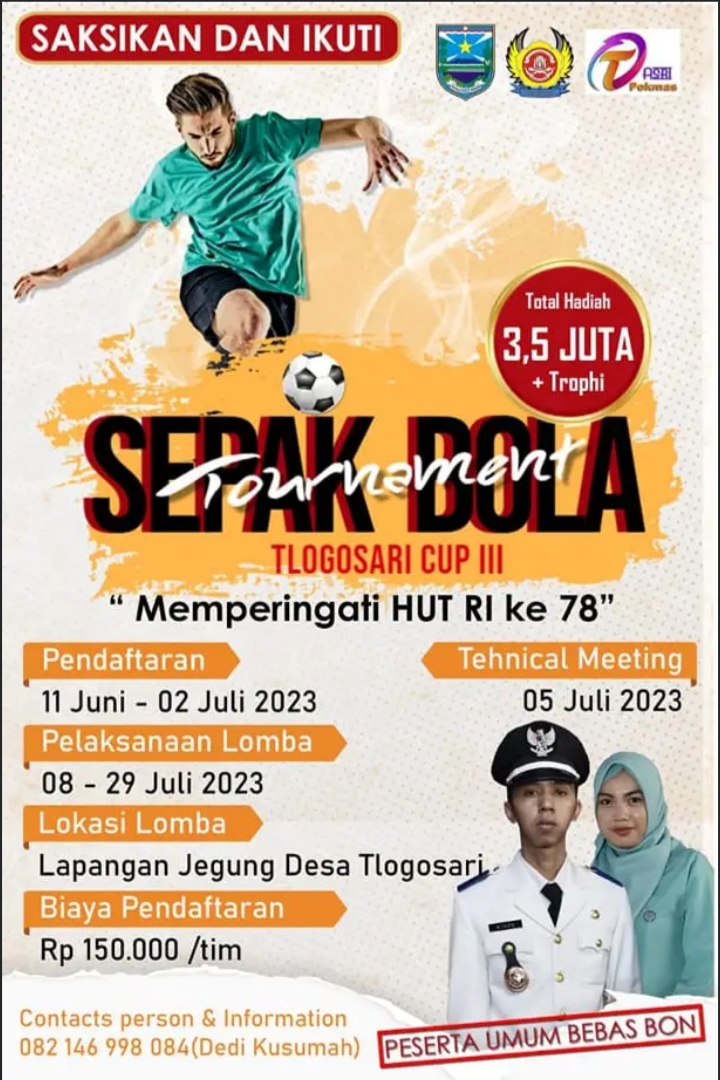 SAKSIKAN DAN IKUTI
ASRI
Polunas
Total Hadiah
3,5 JUTA
+ Trophi
SEPAK BOLA
Tournament
TLOGOSARI CUP III
“ Memperingati HUT RI ke 78”
Pendaftaran
11 Juni - 02 Juli 2023
Tehnical Meeting
05 Juli 2023
Pelaksanaan Lomba
08 - 29 Juli 2023
Lokasi Lomba
Lapangan Jegung Desa Tlogosari
Biaya Pendaftaran
Rp 150.000 /tim
Contacts person & Information
082 146 998 084(Dedi Kusumah)
PESERTA UMUM BEBAS BON